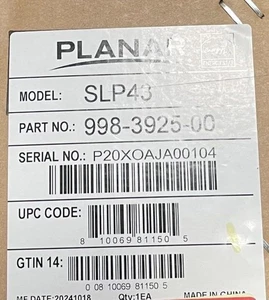 PLANAR
MODEL: SLP43
PART NO.: 998-3925-00
SERIAL NO.: P20XOAJA00104
UPC CODE:
8 10069 81150 5
GTIN 14:
0 08 10069 81150 5
MF DATE:20241018 Qty:1EA MADE IN CHINA